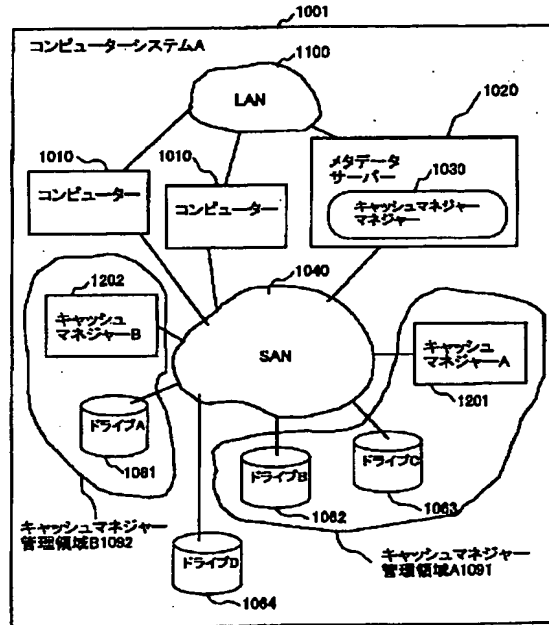 1001
コンピューターシステムA
1100
LAN
1020
1010
1010
メタデータ
サーバー
1030
コンピューター
コンピューター
キャッシュマネジャー
マネジャー
1040
1202
キャッシュ
マネジャーB
SAN
キャッシュ
マネジャーA
1201
ドライブA
1081
ドライブB
ドライブC
1062
1063
キャッシュマネジャー
管理領域B1092
ドライブD
キャッシュマネジャー
管理領域A1091
1064